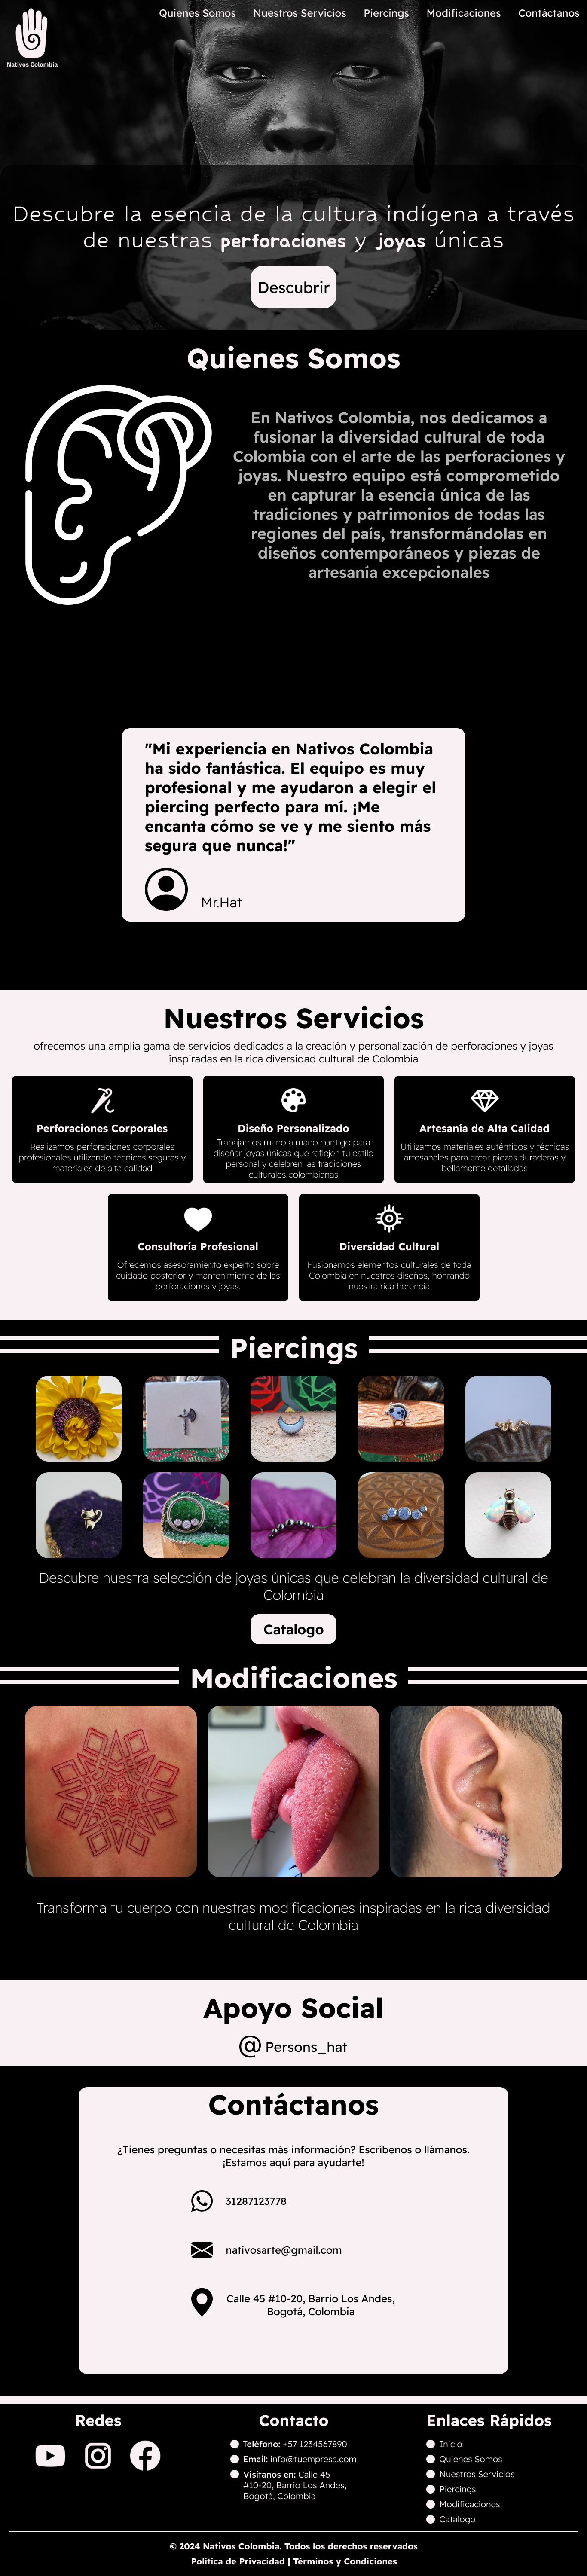 Quienes Somos
Nuestros Servicios
Piercings
Modificaciones
Contáctanos
Nativos Colombia
Descubre la esencia de la cultura indígena a través
de nuestras perforaciones y joyas únicas
Descubrir
Quienes Somos
En Nativos Colombia, nos dedicamos a
fusionar la diversidad cultural de toda
Colombia con el arte de las perforaciones y
joyas. Nuestro equipo está comprometido
en capturar la esencia única de las
tradiciones y patrimonios de todas las
regiones del país, transformándolas en
diseños contemporáneos y piezas de
artesanía excepcionales
"Mi experiencia en Nativos Colombia
ha sido fantástica. El equipo es muy
profesional y me ayudaron a elegir el
piercing perfecto para mí. ¡Me
encanta cómo se ve y me siento más
segura que nunca!"
Mr.Hat
Nuestros Servicios
ofrecemos una amplia gama de servicios dedicados a la creación y personalización de perforaciones y joyas
inspiradas en la rica diversidad cultural de Colombia
Perforaciones Corporales
Realizamos perforaciones corporales
profesionales utilizando técnicas seguras y
materiales de alta calidad
Diseño Personalizado
Trabajamos mano a mano contigo para
diseñar joyas únicas que reflejen tu estilo
personal y celebren las tradiciones
culturales colombianas
Artesanía de Alta Calidad
Utilizamos materiales auténticos y técnicas
artesanales para crear piezas duraderas y
bellamente detalladas
Consultoría Profesional
Ofrecemos asesoramiento experto sobre
cuidado posterior y mantenimiento de las
perforaciones y joyas.
Diversidad Cultural
Fusionamos elementos culturales de toda
Colombia en nuestros diseños, honrando
nuestra rica herencia
Piercings
Descubre nuestra selección de joyas únicas que celebran la diversidad cultural de
Colombia
Catalogo
Modificaciones
Transforma tu cuerpo con nuestras modificaciones inspiradas en la rica diversidad
cultural de Colombia
Apoyo Social
@ Persons_hat
Contáctanos
¿Tienes preguntas o necesitas más información? Escríbenos o llámanos.
¡Estamos aquí para ayudarte!
31287123778
nativosarte@gmail.com
Calle 45 #10-20, Barrio Los Andes,
Bogotá, Colombia
Redes
Contacto
Teléfono: +57 1234567890
Email: info@tuempresa.com
Visítanos en: Calle 45
#10-20, Barrio Los Andes,
Bogotá, Colombia
Enlaces Rápidos
Inicio
Quienes Somos
Nuestros Servicios
Piercings
Modificaciones
Catalogo
© 2024 Nativos Colombia. Todos los derechos reservados
Política de Privacidad | Términos y Condiciones